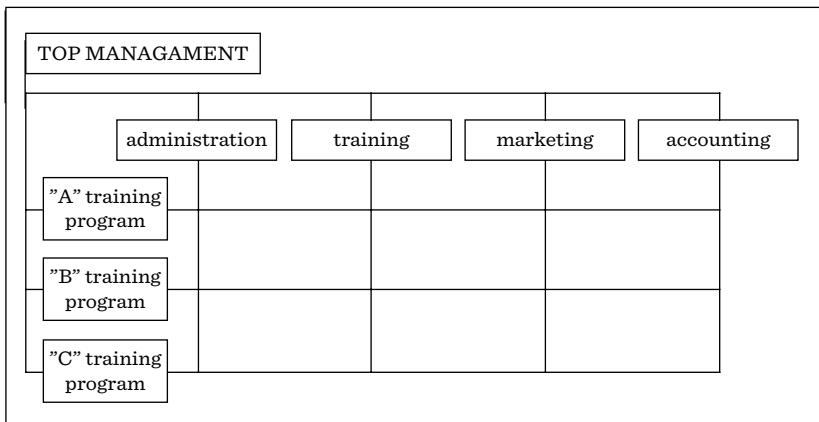 TOP MANAGAMENT
administration
training
marketing
accounting
”A” training
program
”B” training
program
”C” training
program